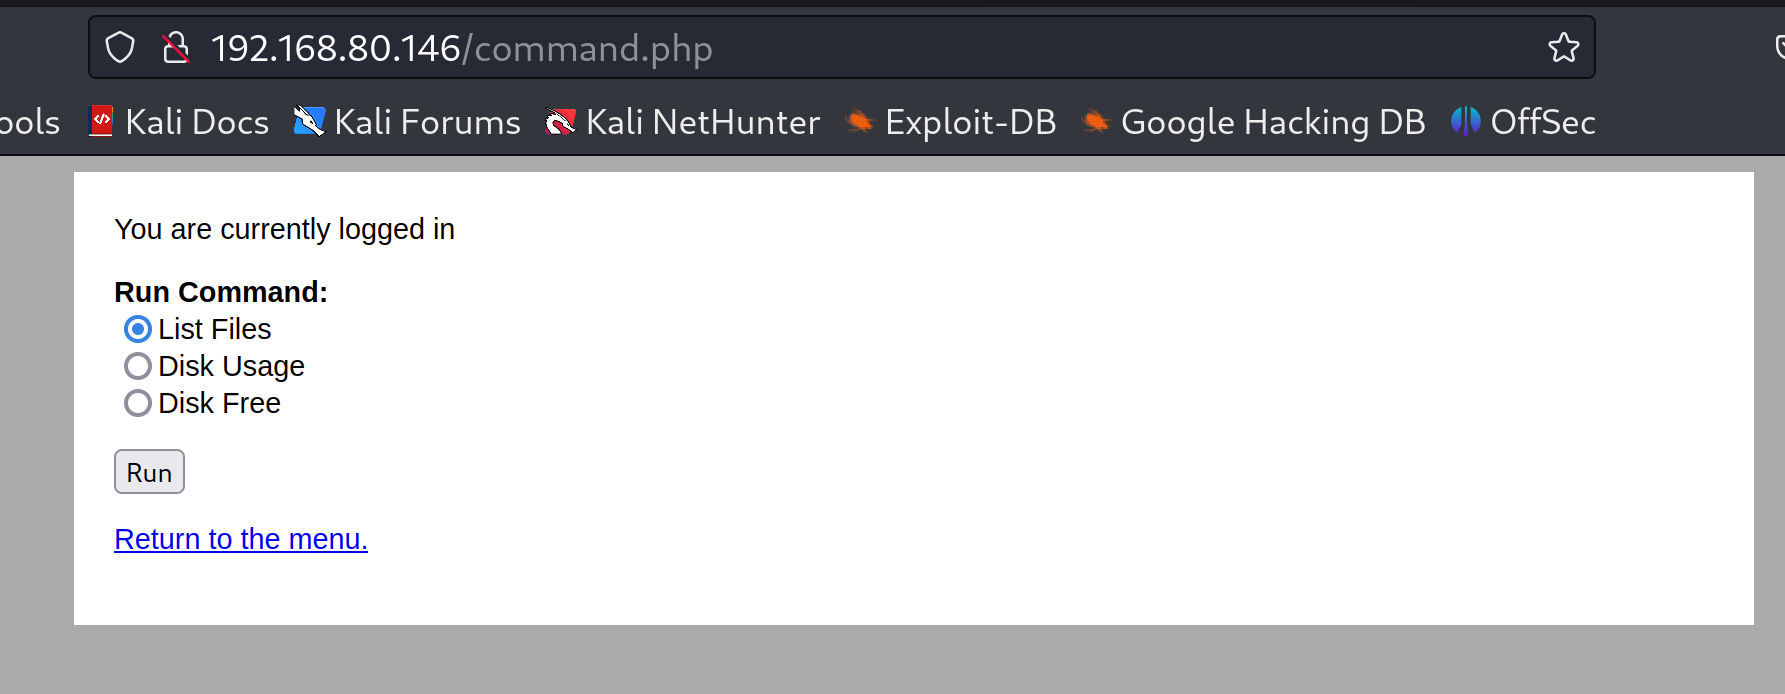 192.168.80.146/command.php
ools Kali Docs Kali Forums Kali NetHunter Exploit-DB Google Hacking DB OffSec
You are currently logged in
Run Command:
List Files
Disk Usage
Disk Free
Run
Return to the menu.